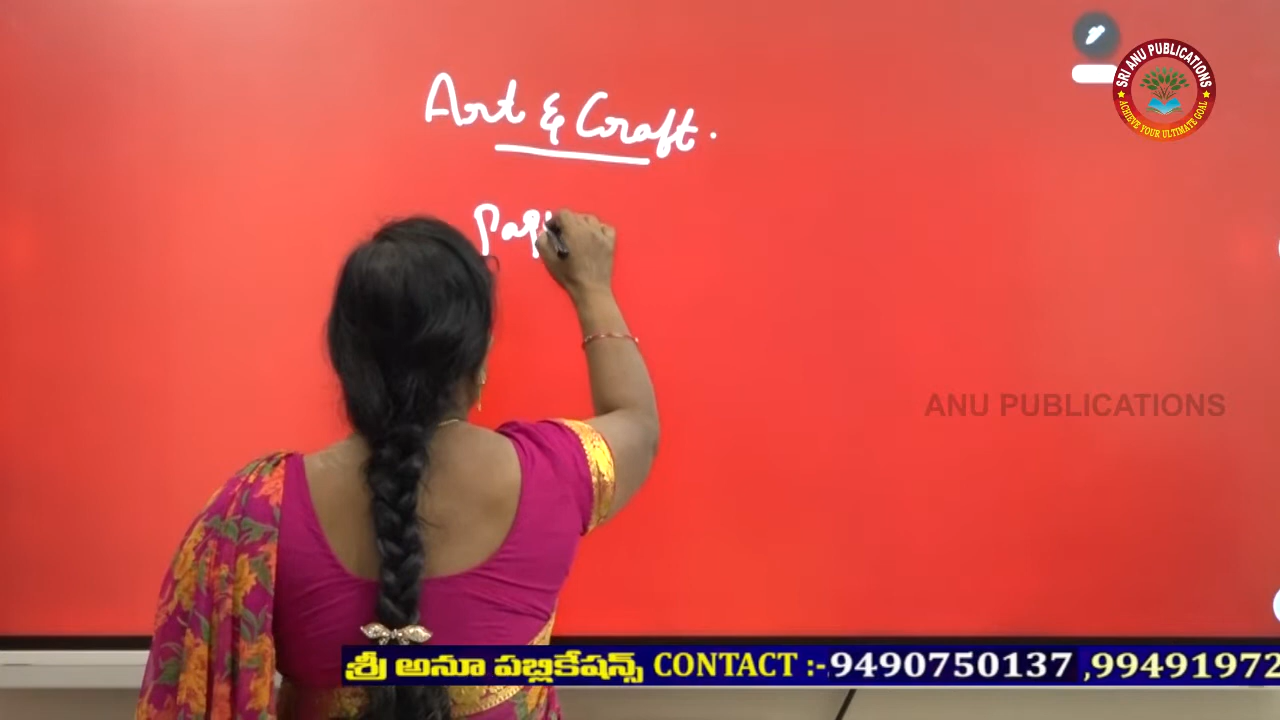 Art & Craft.
SRI ANU PUBLICATIONS
ACHIEVE YOUR ULTIMATE GOAL
ANU PUBLICATIONS
శ్రీ అనూ పబ్లికేషన్స్ CONTACT :-9490750137 ,99491972